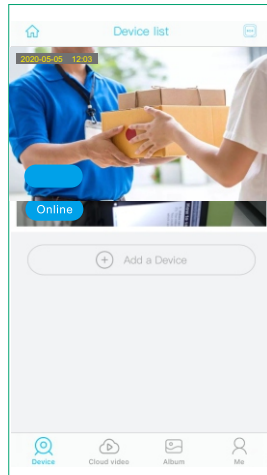 Device list
2020-05-05 12:03
Online
Add a Device
Device
Cloud video
Album
Me